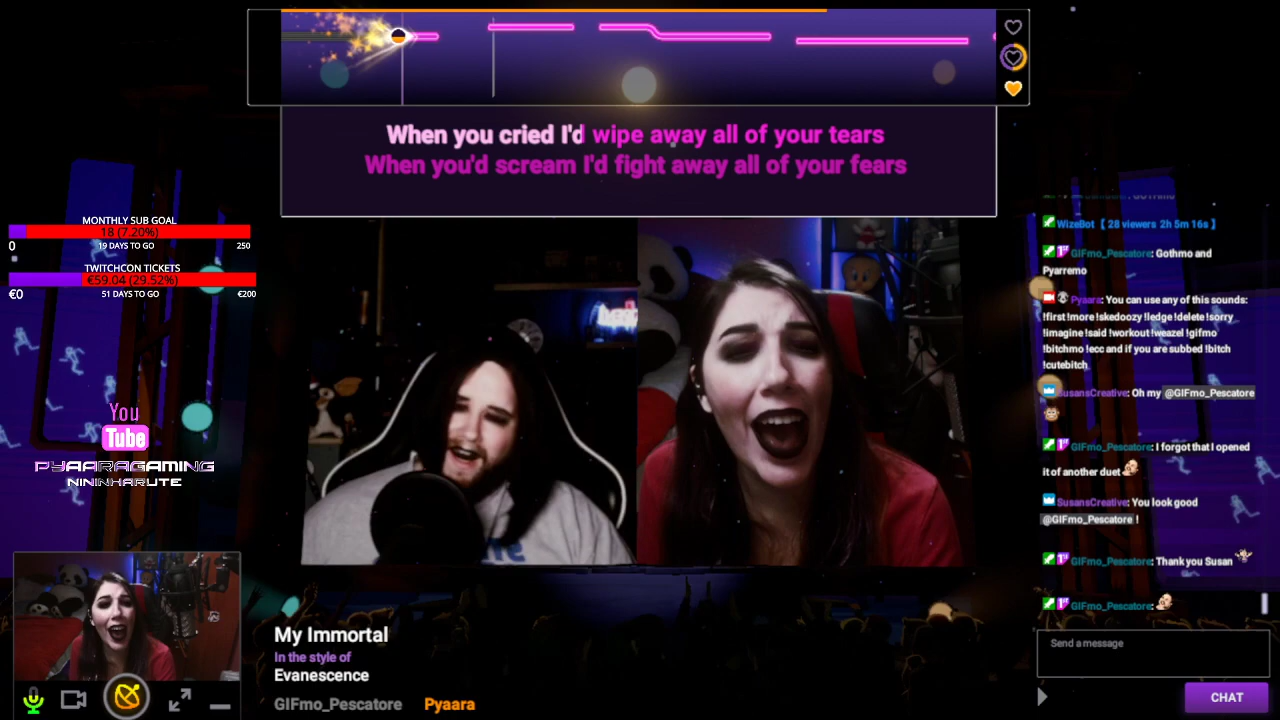 When you cried I'd wipe away all of your tears
When you'd scream I'd fight away all of your fears
MONTHLY SUB GOAL
18 (7.20%)
0 19 DAYS TO GO 250
TWITCHCON TICKETS
€59.04 (29.52%)
€0 51 DAYS TO GO €200
You
Tube
PYAARAGAMING
NININHARUTE
WizeBot【 28 viewers 2h 5m 16s 】
GIFmo_Pescatore: Gothmo and
Pyarremo
Pyaara: You can use any of this sounds:
!first !more !skedoozy !ledge !delete !sorry
!imagine !said !workout !weazel !gifmo
!bitchmo !ecc and if you are subbed !bitch
!cutebitch
SusansCreative: Oh my @GIFmo_Pescatore
GIFmo_Pescatore: I forgot that I opened
it of another duet
SusansCreative: You look good
@GIFmo_Pescatore !
GIFmo_Pescatore: Thank you Susan
GIFmo_Pescatore:
Send a message
CHAT
My Immortal
In the style of
Evanescence
GIFmo_Pescatore Pyaara